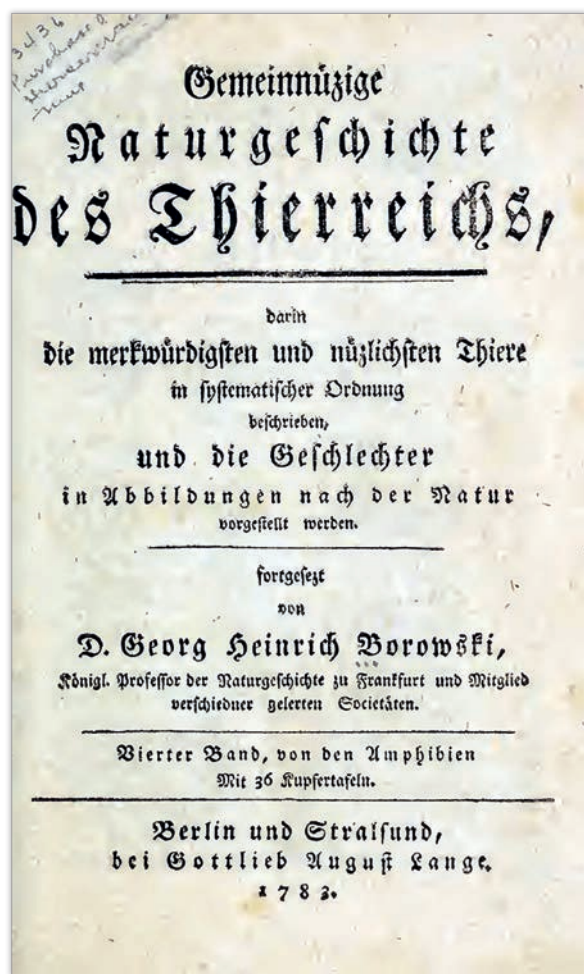 3436
Purchased
Gemeinnüzige
Naturgeschichte
des Thierreichs,
darin
die merkwürdigsten und nüzlichsten Thiere
in systematischer Ordnung
beschrieben,
und die Geschlechter
in Abbildungen nach der Natur
vorgestellt werden.
fortgesezt
von
D. Georg Heinrich Borowski,
Königl. Professor der Naturgeschichte zu Frankfurt und Mitglied
verschiedner gelerten Societäten.
Vierter Band, von den Amphibien
Mit 36 Kupfertafeln.
Berlin und Stralsund,
bei Gottlieb August Lange.
1783.